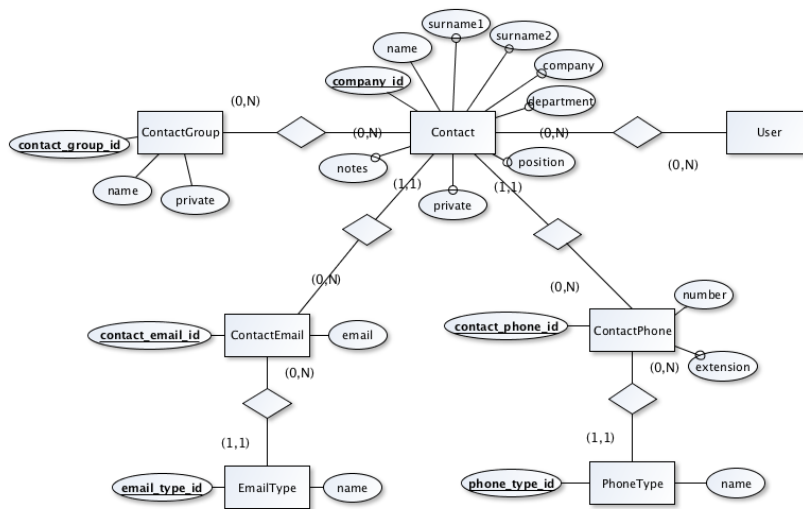 surname1
surname2
name
company
company_id
department
(0,N)
ContactGroup
(0,N)
Contact
(0,N)
User
contact_group_id
notes
position
(0,N)
name
private
(1,1)
private
(1,1)
(0,N)
(0,N)
number
contact_email_id
ContactEmail
email
contact_phone_id
ContactPhone
extension
(0,N)
(0,N)
(1,1)
(1,1)
email_type_id
EmailType
name
phone_type_id
PhoneType
name